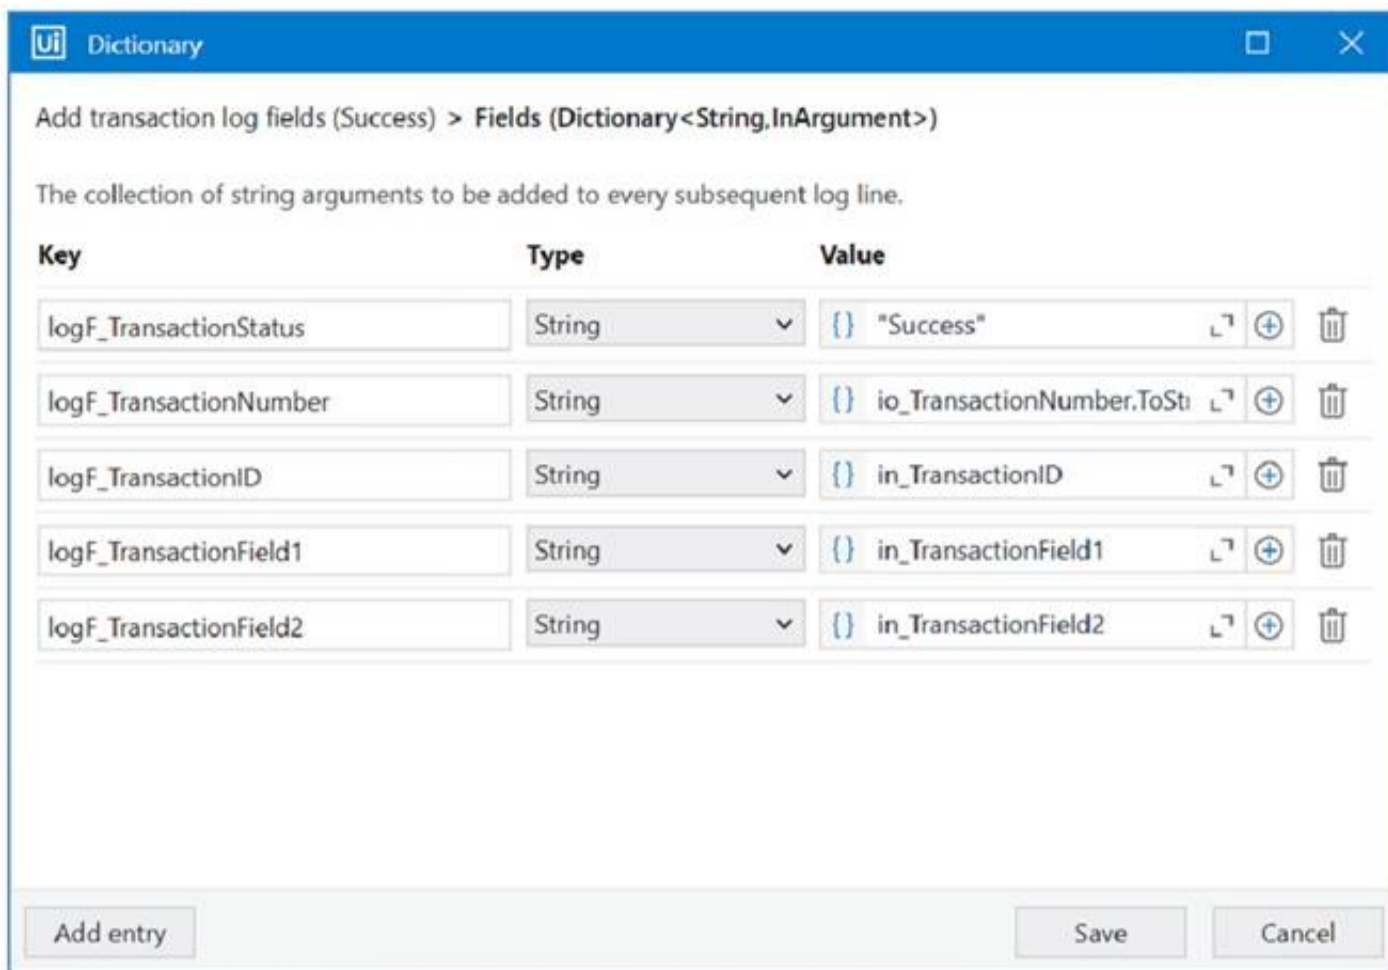 Ui Dictionary
Add transaction log fields (Success) > Fields (Dictionary<String,InArgument>)
The collection of string arguments to be added to every subsequent log line.
Key Type Value
logF_TransactionStatus String {} "Success"
logF_TransactionNumber String {} io_TransactionNumber.ToStr
logF_TransactionID String {} in_TransactionID
logF_TransactionField1 String {} in_TransactionField1
logF_TransactionField2 String {} in_TransactionField2
Add entry Save Cancel